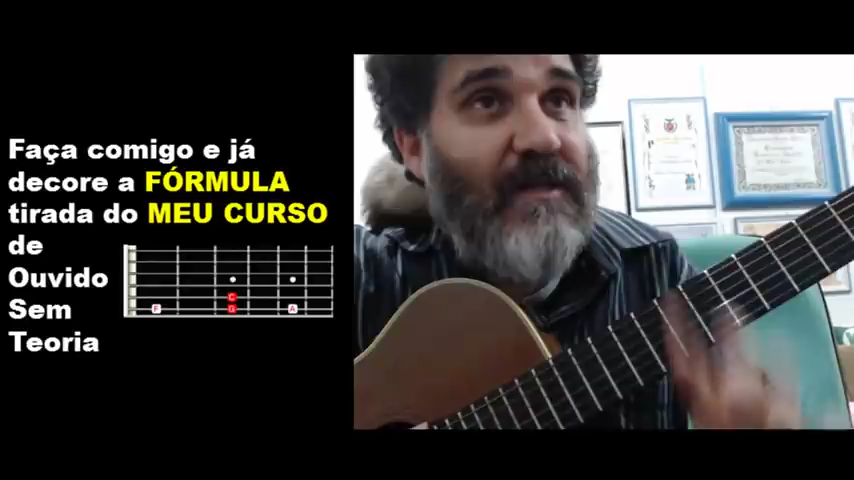 Faça comigo e já
decore a FÓRMULA
tirada do MEU CURSO
de
Ouvido
Sem
Teoria
C
F G A